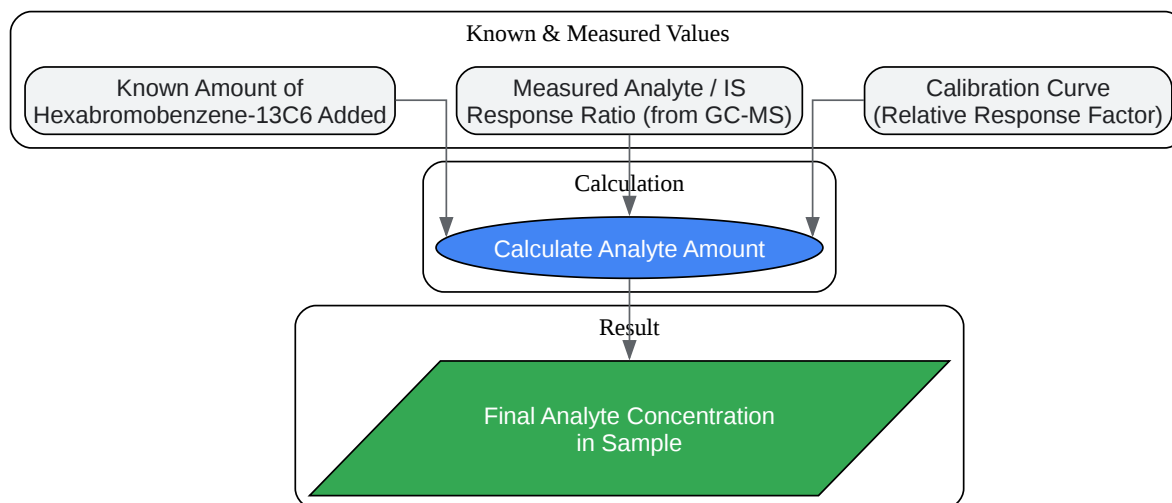 Known & Measured Values
Known Amount of
Hexabromobenzene-13C6 Added
Measured Analyte / IS
Response Ratio (from GC-MS)
Calibration Curve
(Relative Response Factor)
Calculation
Calculate Analyte Amount
Result
Final Analyte Concentration
in Sample